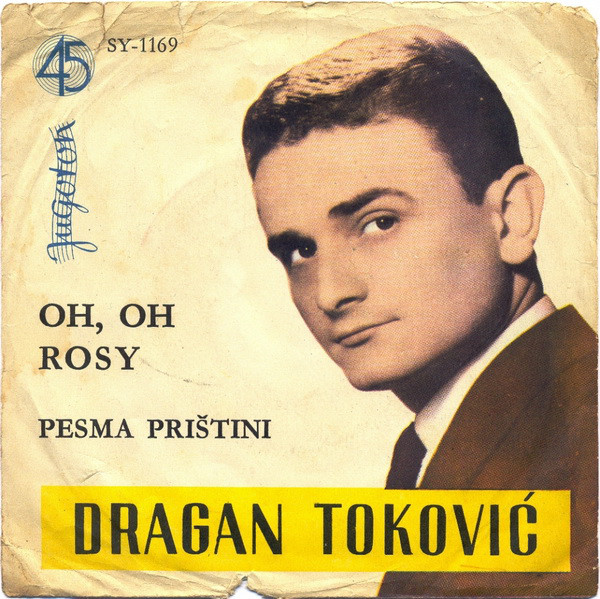 45
SY-1169
Jugoton
OH, OH
ROSY
PESMA PRIŠTINI
DRAGAN TOKOVIĆ